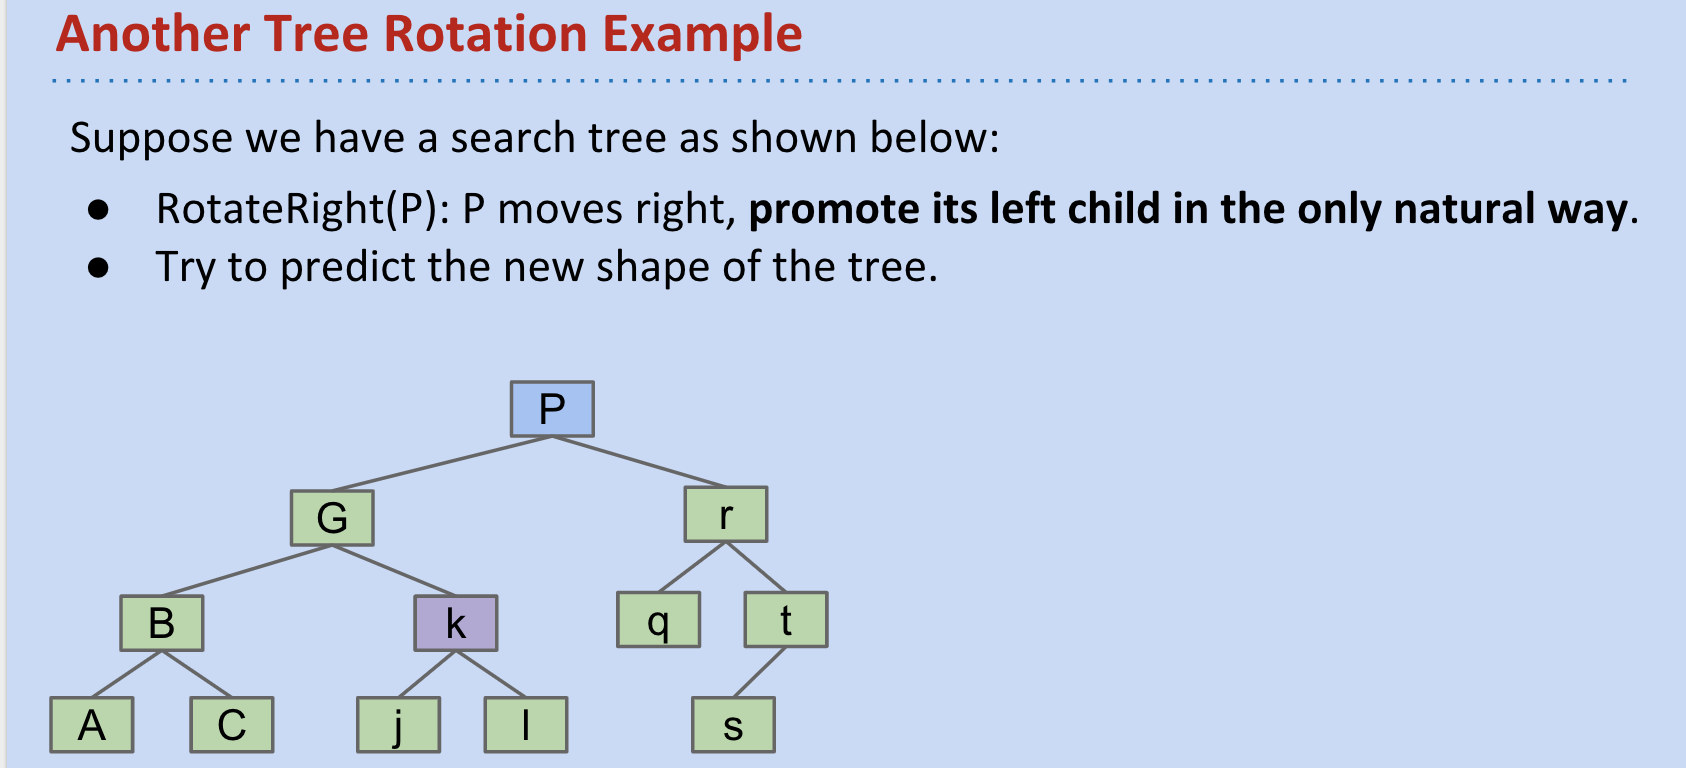 Another Tree Rotation Example
Suppose we have a search tree as shown below:
● RotateRight(P): P moves right, promote its left child in the only natural way.
● Try to predict the new shape of the tree.
P
G r
B k q t
A C j l s